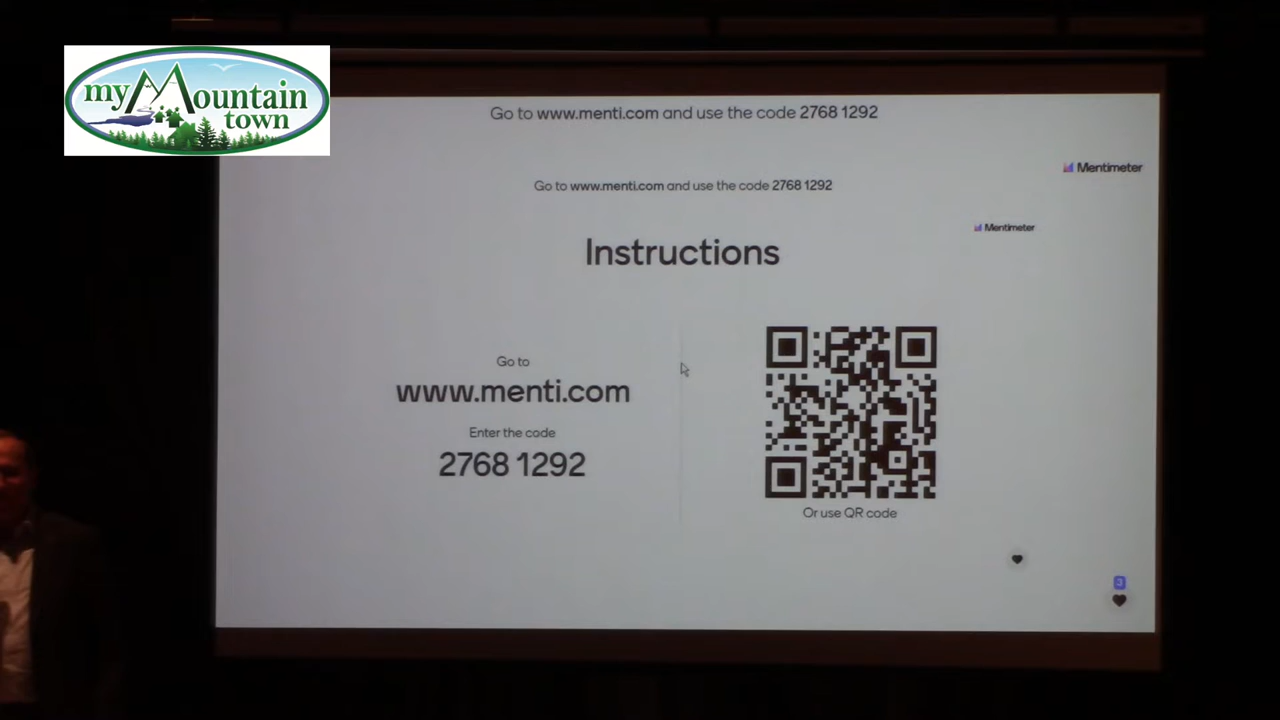 my Mountain
town
Go to www.menti.com and use the code 2768 1292
Mentimeter
Go to www.menti.com and use the code 2768 1292
Mentimeter
Instructions
Go to
www.menti.com
Enter the code
2768 1292
Or use QR code
3